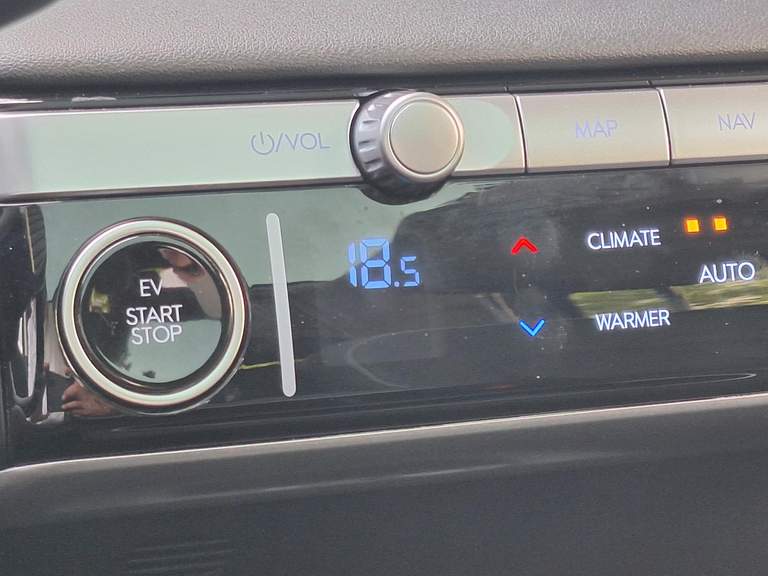 ⏻/VOL
MAP
NAV
EV
START
STOP
18.5
CLIMATE
AUTO
WARMER